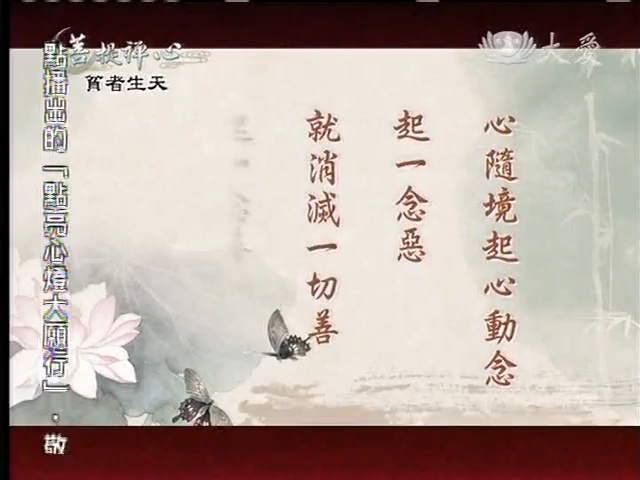 菩提禪心
貧者生天
大愛
心隨境起心動念
起一念惡
就消滅一切善
點播出的「點亮心燈大願行」．敬